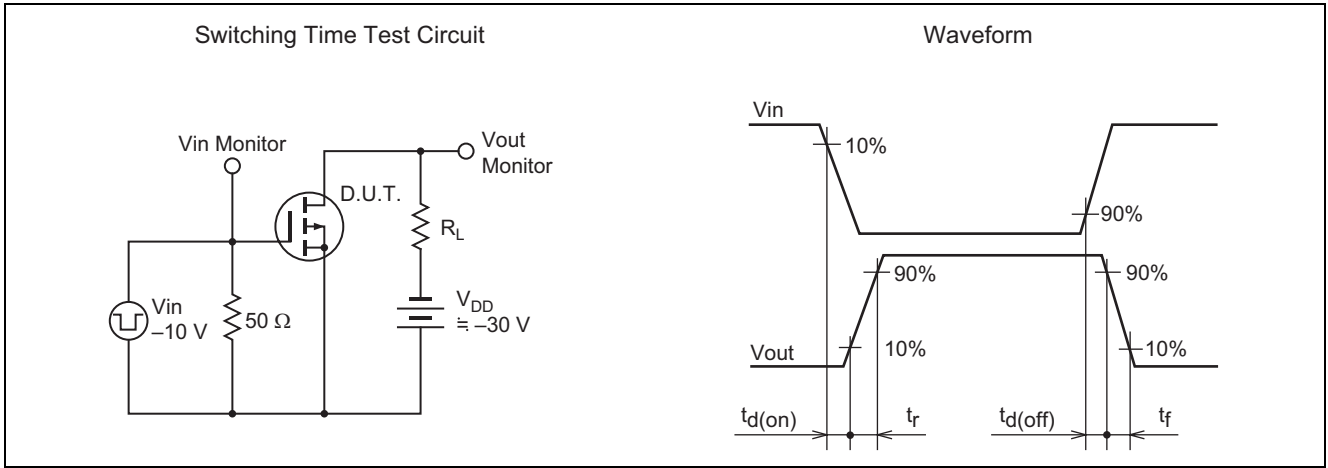 Switching Time Test Circuit
Vin Monitor
Vout
Monitor
D.U.T.
RL
Vin
–10 V
50 Ω
VDD
≒ –30 V
Waveform
Vin
10%
90%
90%
90%
Vout
10%
10%
td(on)
tr
td(off)
tf